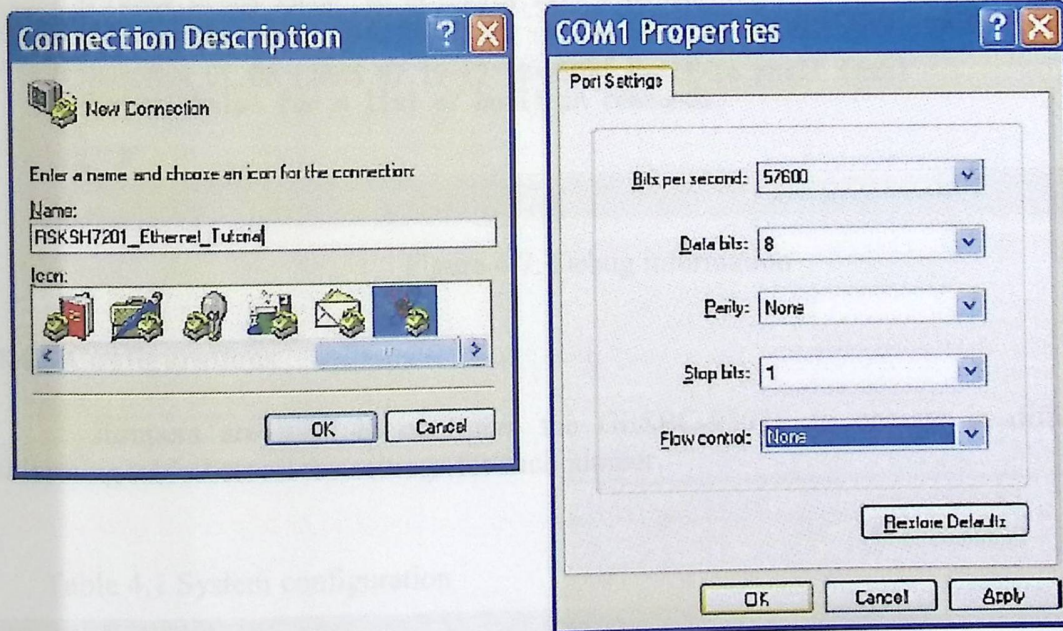 Connection Description
New Connection
Enter a name and choose an icon for the connection:
Name:
RSKSH7201_Ethernet_Tutorial
Icon:
OK
Cancel
COM1 Properties
Port Settings
Bits per second: 57600
Data bits: 8
Parity: None
Stop bits: 1
Flow control: None
Restore Defaults
OK
Cancel
Apply
Table 4.1 System configuration